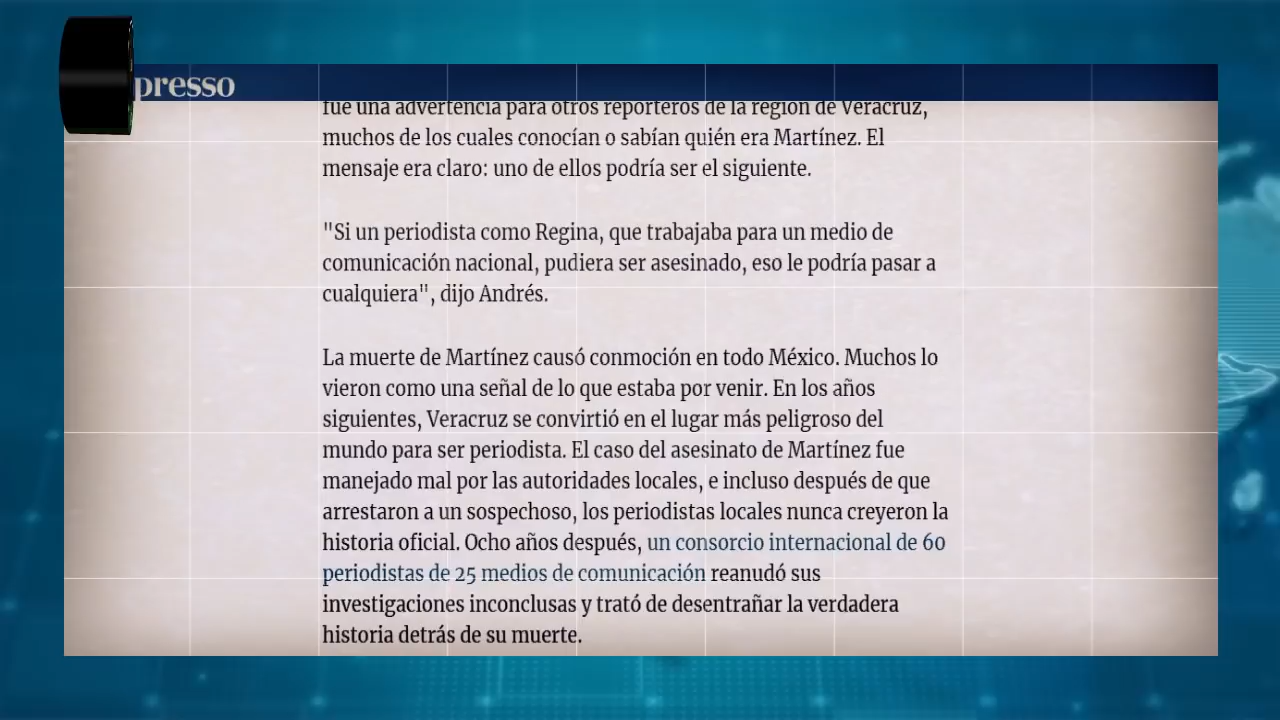 presso
fue una advertencia para otros reporteros de la región de Veracruz,
muchos de los cuales conocían o sabían quién era Martínez. El
mensaje era claro: uno de ellos podría ser el siguiente.
"Si un periodista como Regina, que trabajaba para un medio de
comunicación nacional, pudiera ser asesinado, eso le podría pasar a
cualquiera", dijo Andrés.
La muerte de Martínez causó conmoción en todo México. Muchos lo
vieron como una señal de lo que estaba por venir. En los años
siguientes, Veracruz se convirtió en el lugar más peligroso del
mundo para ser periodista. El caso del asesinato de Martínez fue
manejado mal por las autoridades locales, e incluso después de que
arrestaron a un sospechoso, los periodistas locales nunca creyeron la
historia oficial. Ocho años después, un consorcio internacional de 60
periodistas de 25 medios de comunicación reanudó sus
investigaciones inconclusas y trató de desentrañar la verdadera
historia detrás de su muerte.